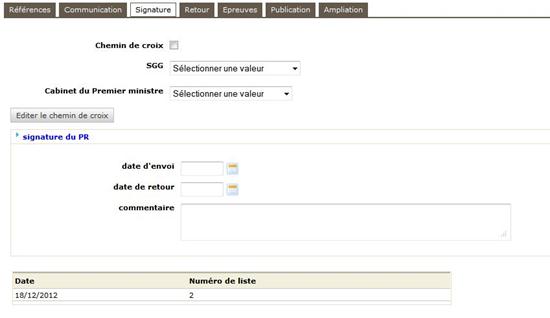 Références Communication Signature Retour Epreuves Publication Ampliation
Chemin de croix
SGG Sélectionner une valeur
Cabinet du Premier ministre Sélectionner une valeur
Editer le chemin de croix
signature du PR
date d'envoi
date de retour
commentaire
Date Numéro de liste
18/12/2012 2